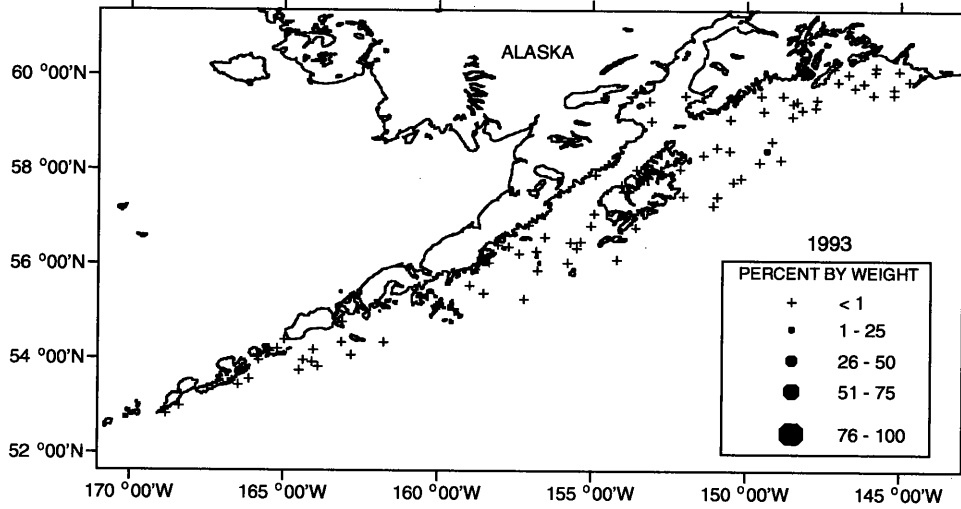 ALASKA
60 °00'N
58 °00'N
56 °00'N
54 °00'N
52 °00'N
1993
PERCENT BY WEIGHT
+ < 1
1 - 25
26 - 50
51 - 75
76 - 100
170 °00'W
165 °00'W
160 °00'W
155 °00'W
150 °00'W
145 °00'W